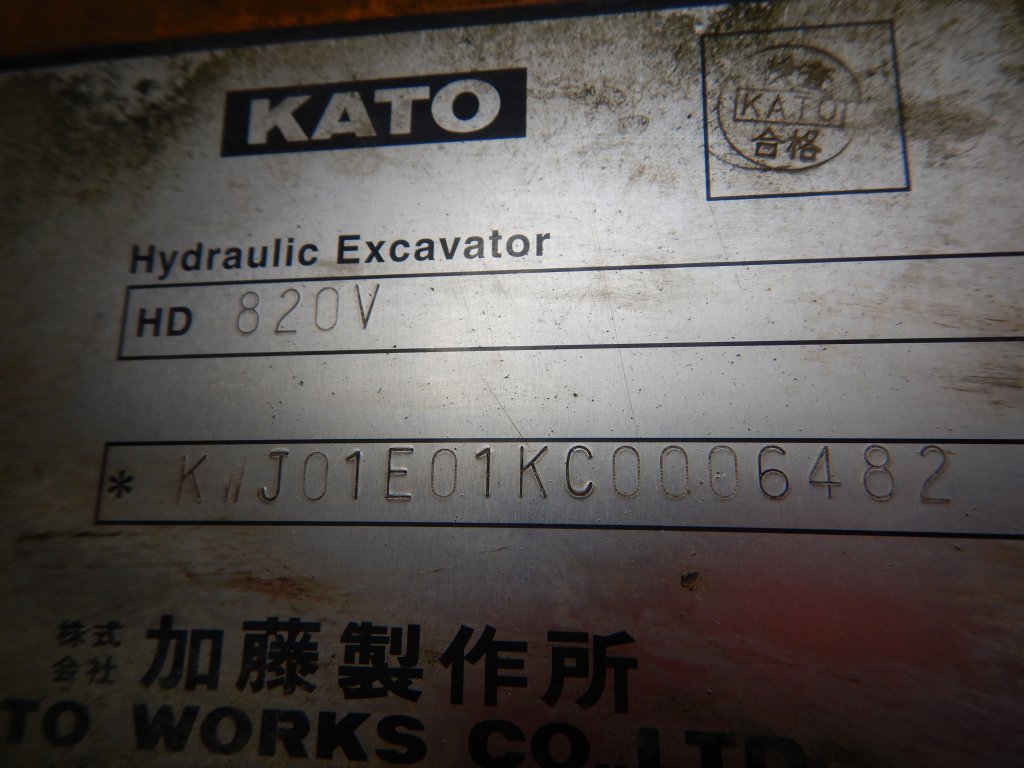 KATO
検査
KATO
合格
Hydraulic Excavator
HD 820V
* KWJ01E01KC0006482
株式
会社
加藤製作所
TO WORKS CO.,LTD